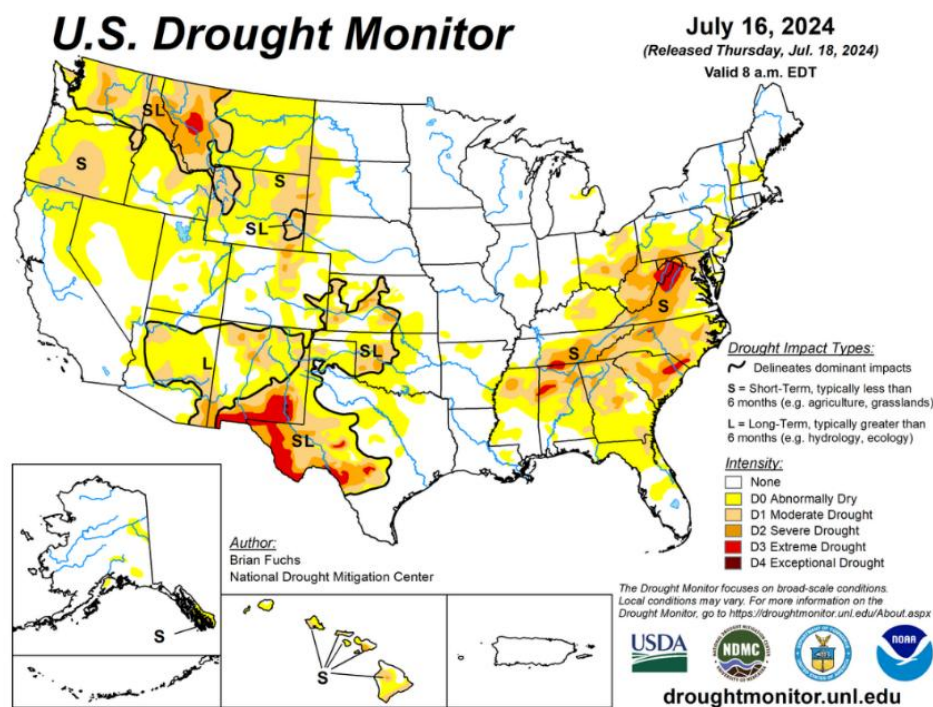 U.S. Drought Monitor
July 16, 2024
(Released Thursday, Jul. 18, 2024)
Valid 8 a.m. EDT
SL
S
S
SL
SL
L
SL
S
S
Drought Impact Types:
Delineates dominant impacts
S = Short-Term, typically less than
6 months (e.g. agriculture, grasslands)
L = Long-Term, typically greater than
6 months (e.g. hydrology, ecology)
Intensity:
None
D0 Abnormally Dry
D1 Moderate Drought
D2 Severe Drought
D3 Extreme Drought
D4 Exceptional Drought
Author:
Brian Fuchs
National Drought Mitigation Center
S
S
The Drought Monitor focuses on broad-scale conditions.
Local conditions may vary. For more information on the
Drought Monitor, go to https://droughtmonitor.unl.edu/About.aspx
USDA
NDMC
NOAA
droughtmonitor.unl.edu